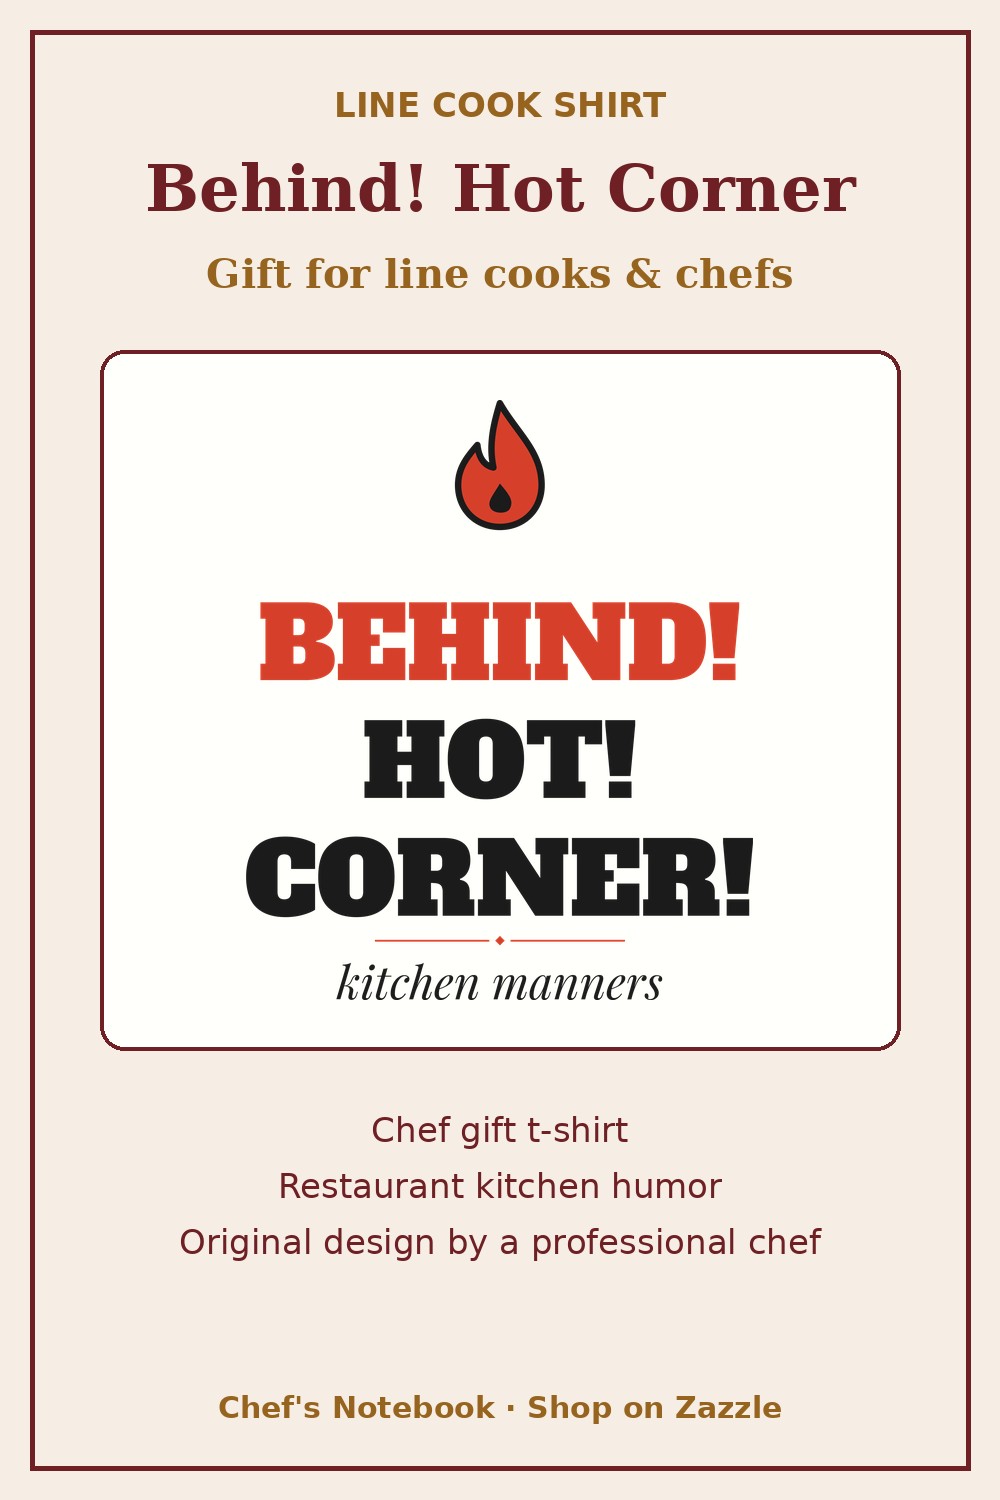 LINE COOK SHIRT
Behind! Hot Corner
Gift for line cooks & chefs
BEHIND!
HOT!
CORNER!
kitchen manners
Chef gift t-shirt
Restaurant kitchen humor
Original design by a professional chef
Chef's Notebook · Shop on Zazzle